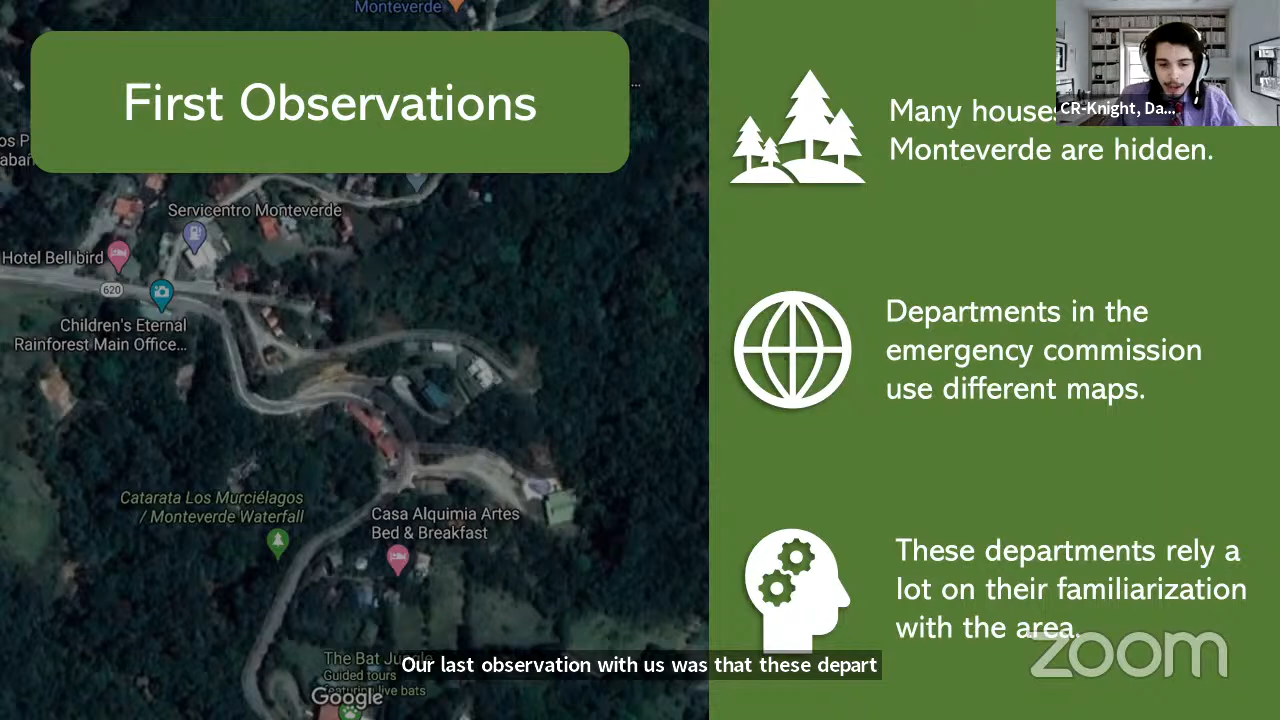 Monteverde
First Observations
Servicentro Monteverde
Hotel Bell bird
620
Children's Eternal
Rainforest Main Office...
Catarata Los Murciélagos
/ Monteverde Waterfall
Casa Alquimia Artes
Bed & Breakfast
The Bat Jungle
Guided tours
featuring live bats
Google
Many houses
Monteverde are hidden.
CR-Knight, Da...
Departments in the
emergency commission
use different maps.
These departments rely a
lot on their familiarization
with the area.
Our last observation with us was that these depart
zoom